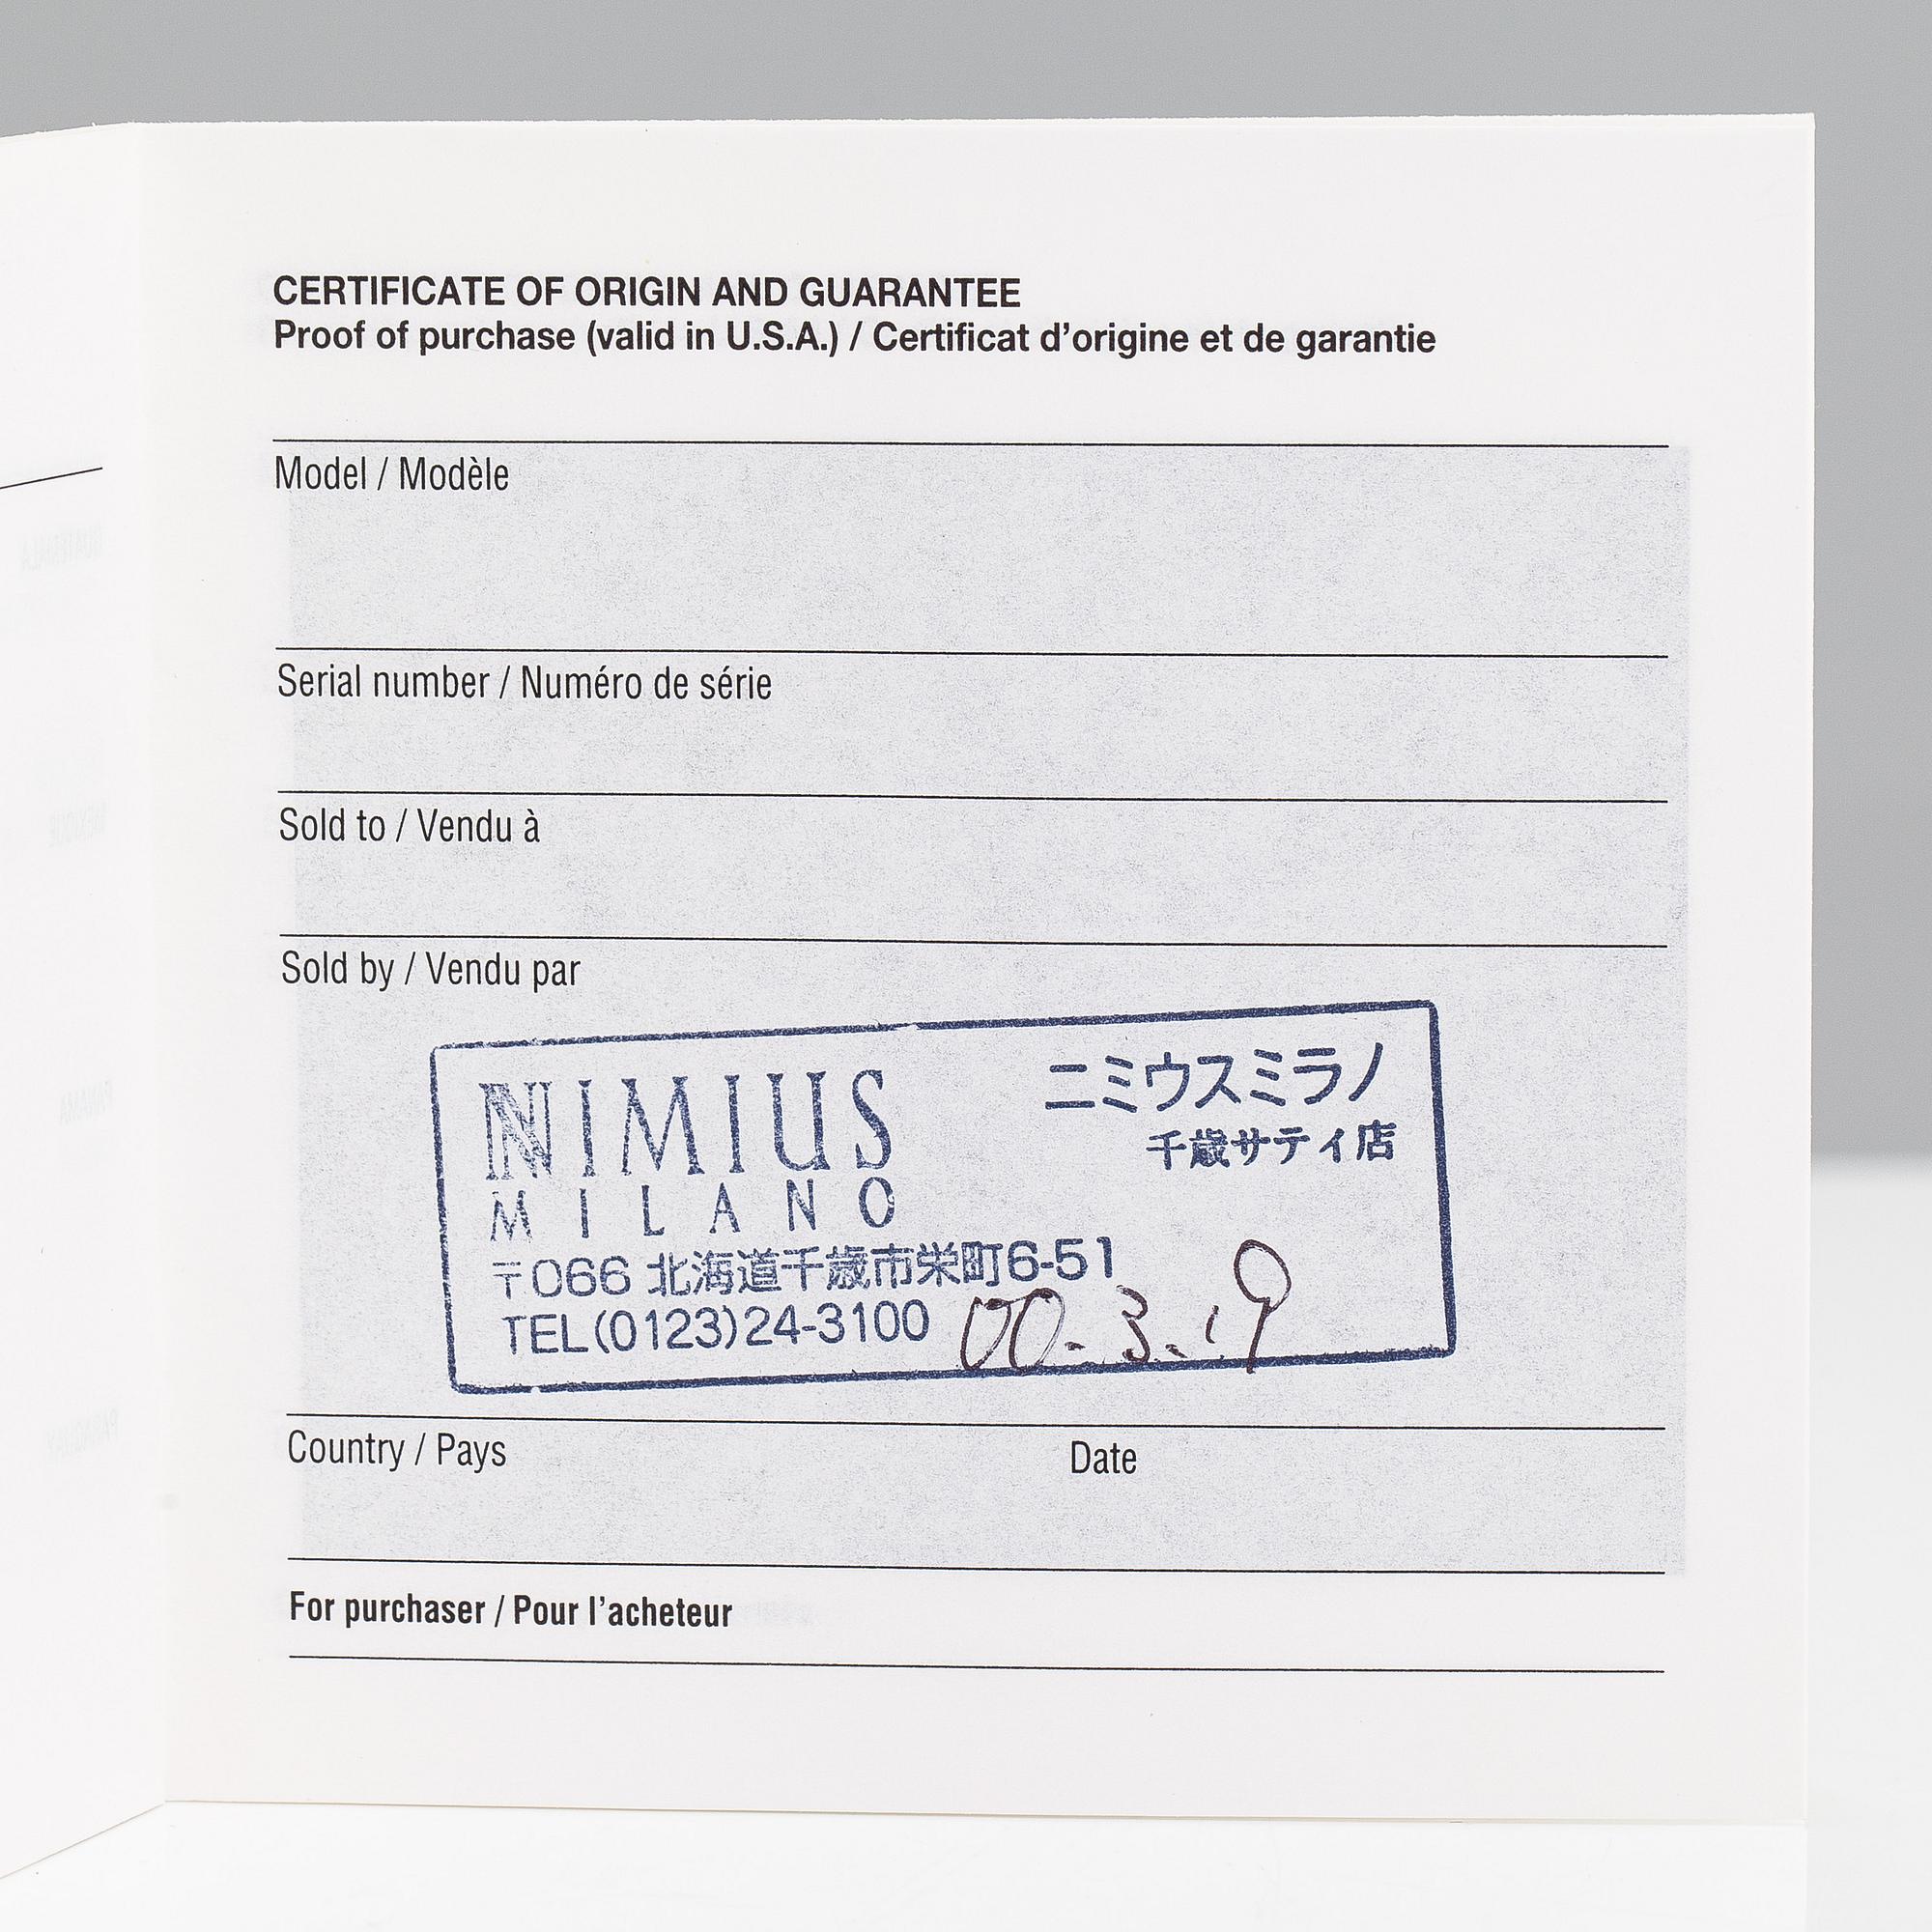 CERTIFICATE OF ORIGIN AND GUARANTEE
Proof of purchase (valid in U.S.A.) / Certificat d'origine et de garantie
Model / Modèle
Serial number / Numéro de série
Sold to / Vendu à
Sold by / Vendu par
NIMIUS
MILANO
ニミウスミラノ
千歳サティ店
〒066 北海道千歳市栄町6-51
TEL(0123)24-3100
00-3.19
Country / Pays
Date
For purchaser / Pour l'acheteur